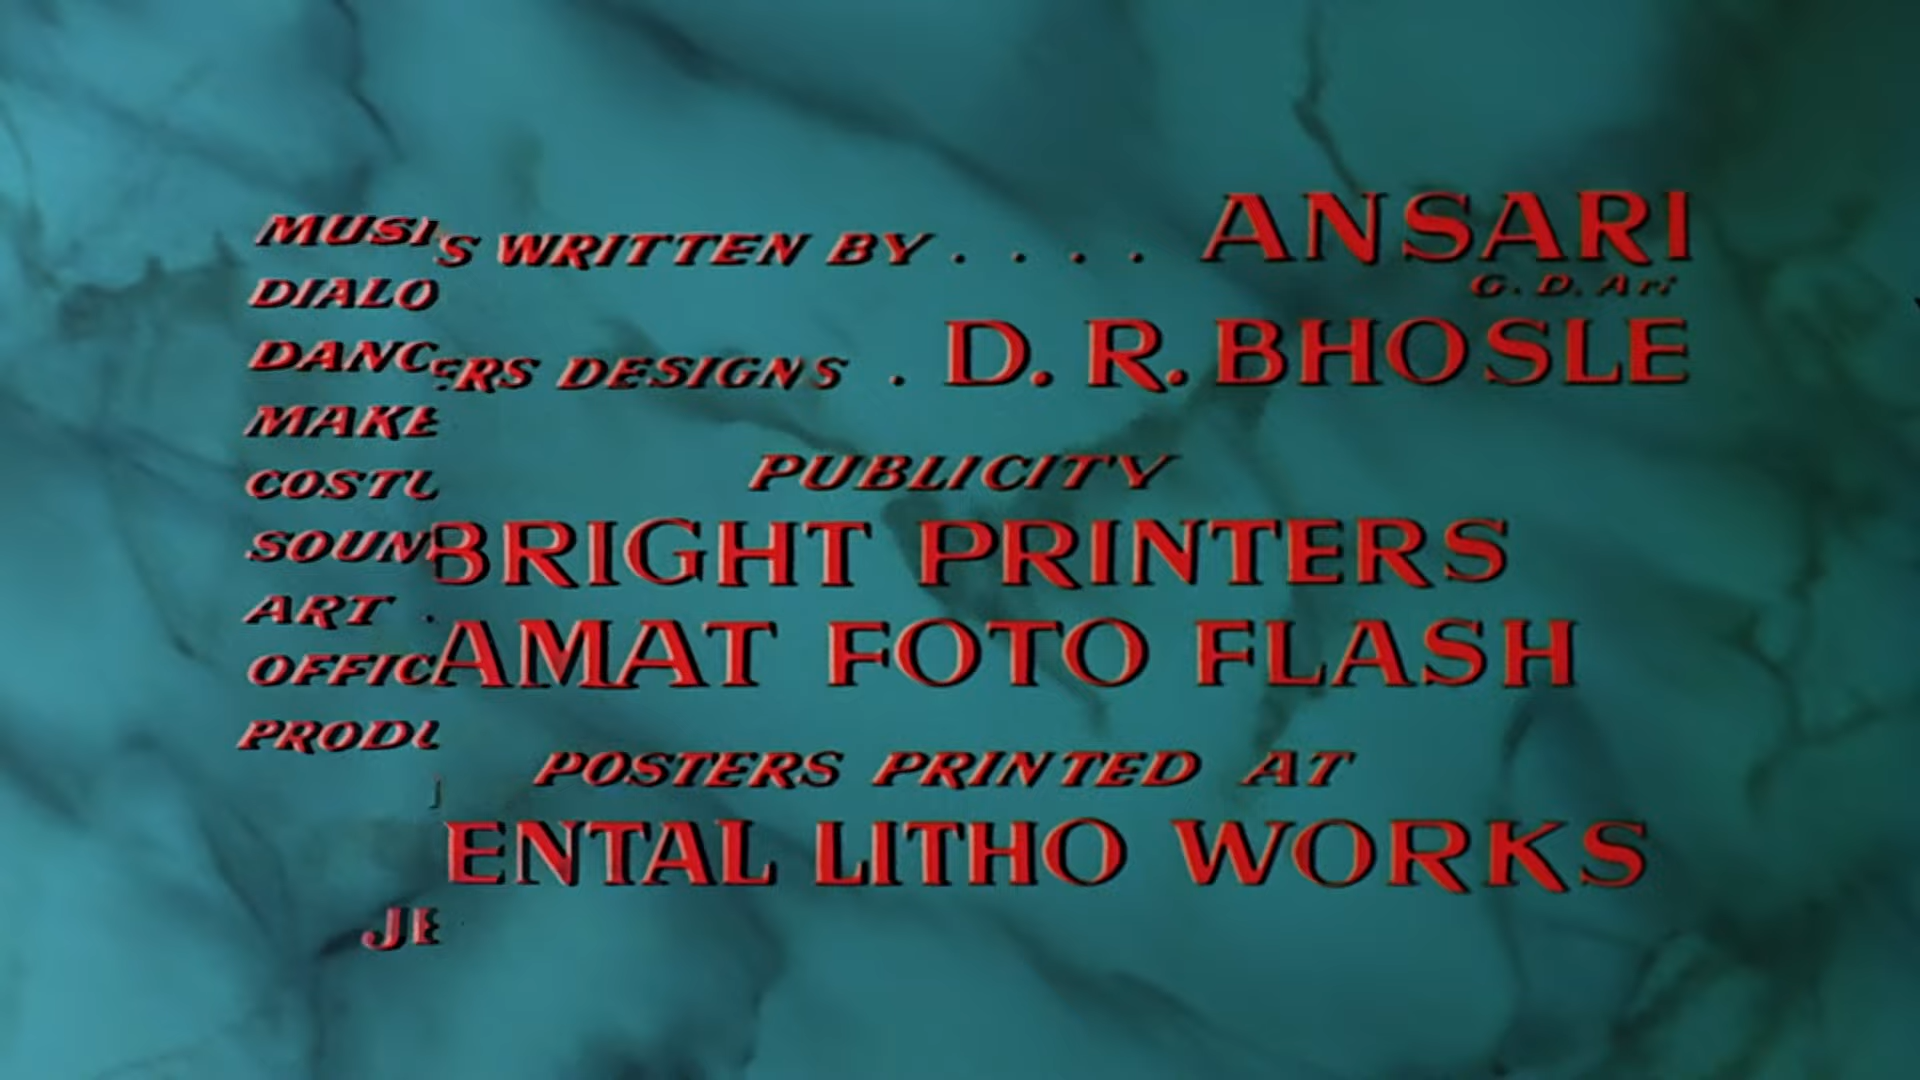 MUSI
S WRITTEN BY . . . . ANSARI
G. D. Art
DIALO
DANC
ERS DESIGNS . D. R. BHOSLE
MAKE
COSTU
PUBLICITY
SOUN
BRIGHT PRINTERS
ART .
AMAT FOTO FLASH
OFFIC
PRODU
POSTERS PRINTED AT
ENTAL LITHO WORKS
JE